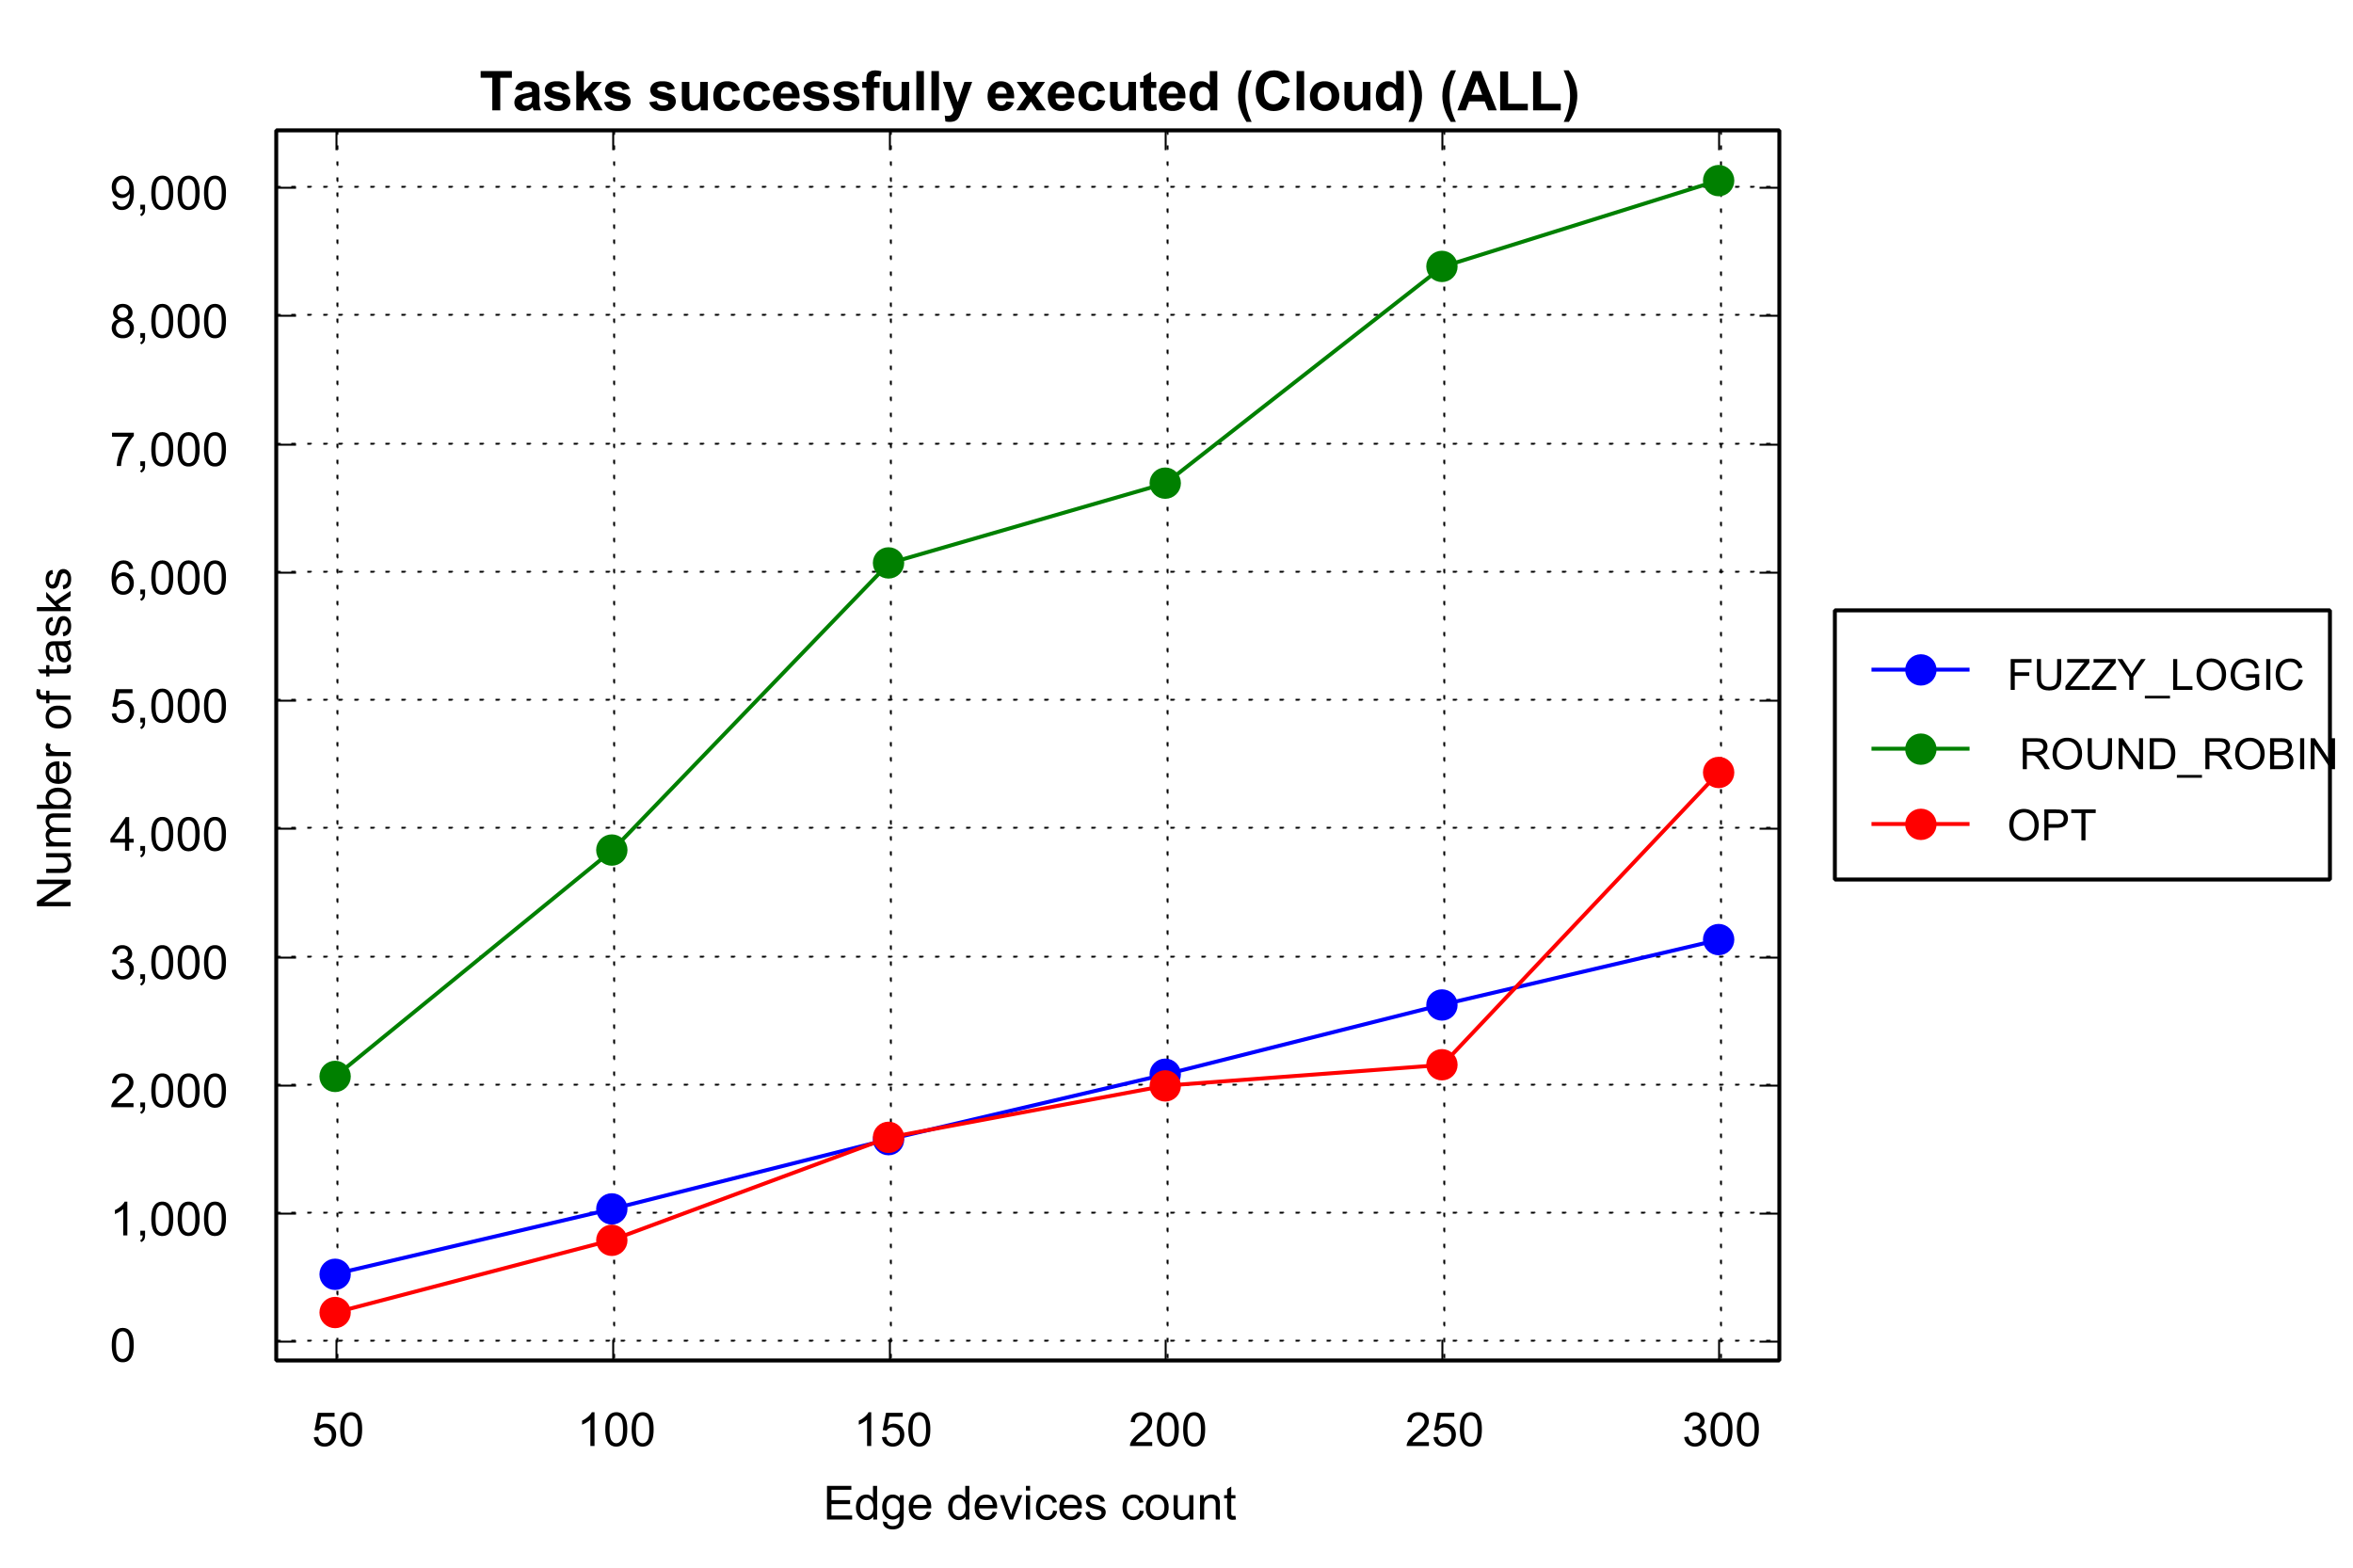 Tasks successfully executed (Cloud) (ALL)
9,000
8,000
7,000
6,000
5,000
4,000
3,000
2,000
1,000
0
Number of tasks
50 100 150 200 250 300
Edge devices count
FUZZY_LOGIC
ROUND_ROBIN
OPT